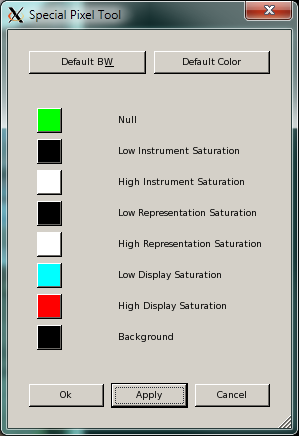 Special Pixel Tool
Default BW Default Color
Null
Low Instrument Saturation
High Instrument Saturation
Low Representation Saturation
High Representation Saturation
Low Display Saturation
High Display Saturation
Background
Ok Apply Cancel